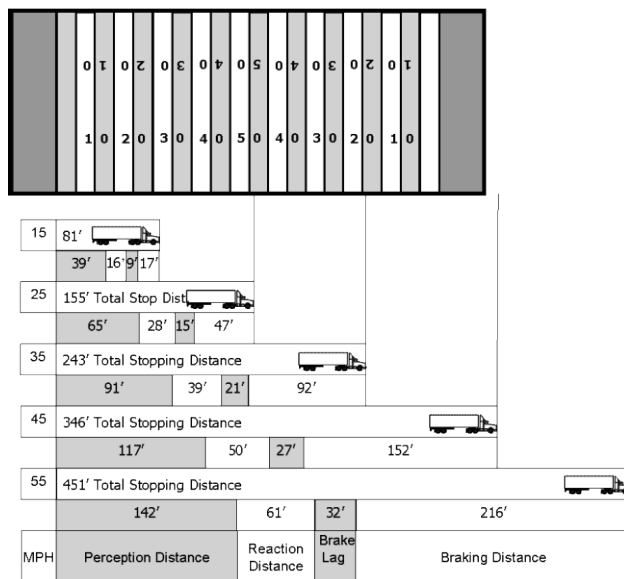 0 1 0 2 0 3 0 4 0 5 0 4 0 3 0 2 0 1
1 0 2 0 3 0 4 0 5 0 4 0 3 0 2 0 1 0
15 81′
39′ 16′ 9′ 17′
25 155′ Total Stop Dist
65′ 28′ 15′ 47′
35 243′ Total Stopping Distance
91′ 39′ 21′ 92′
45 346′ Total Stopping Distance
117′ 50′ 27′ 152′
55 451′ Total Stopping Distance
142′ 61′ 32′ 216′
MPH Perception Distance Reaction Distance Brake Lag Braking Distance